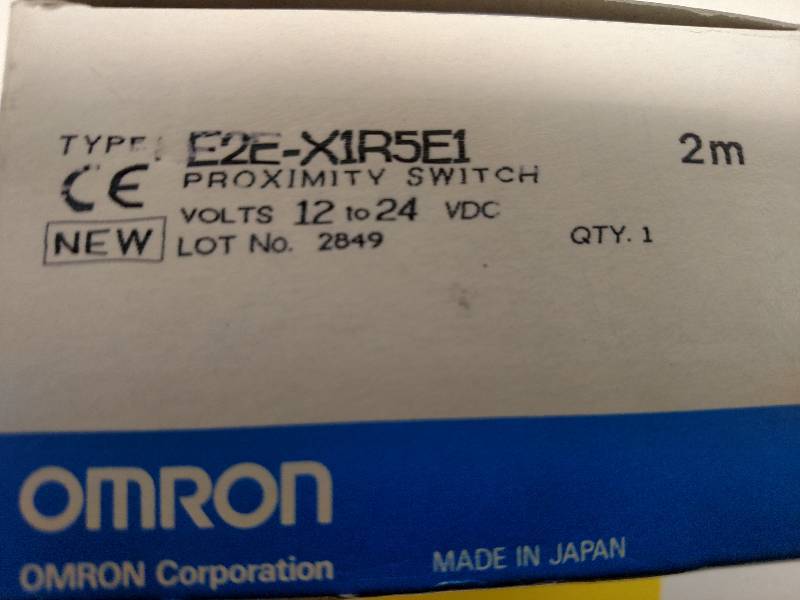 TYPE: E2E-X1R5E1 2m
CE PROXIMITY SWITCH
VOLTS 12 to 24 VDC
NEW LOT No. 2849 QTY. 1
OMRON
OMRON Corporation MADE IN JAPAN